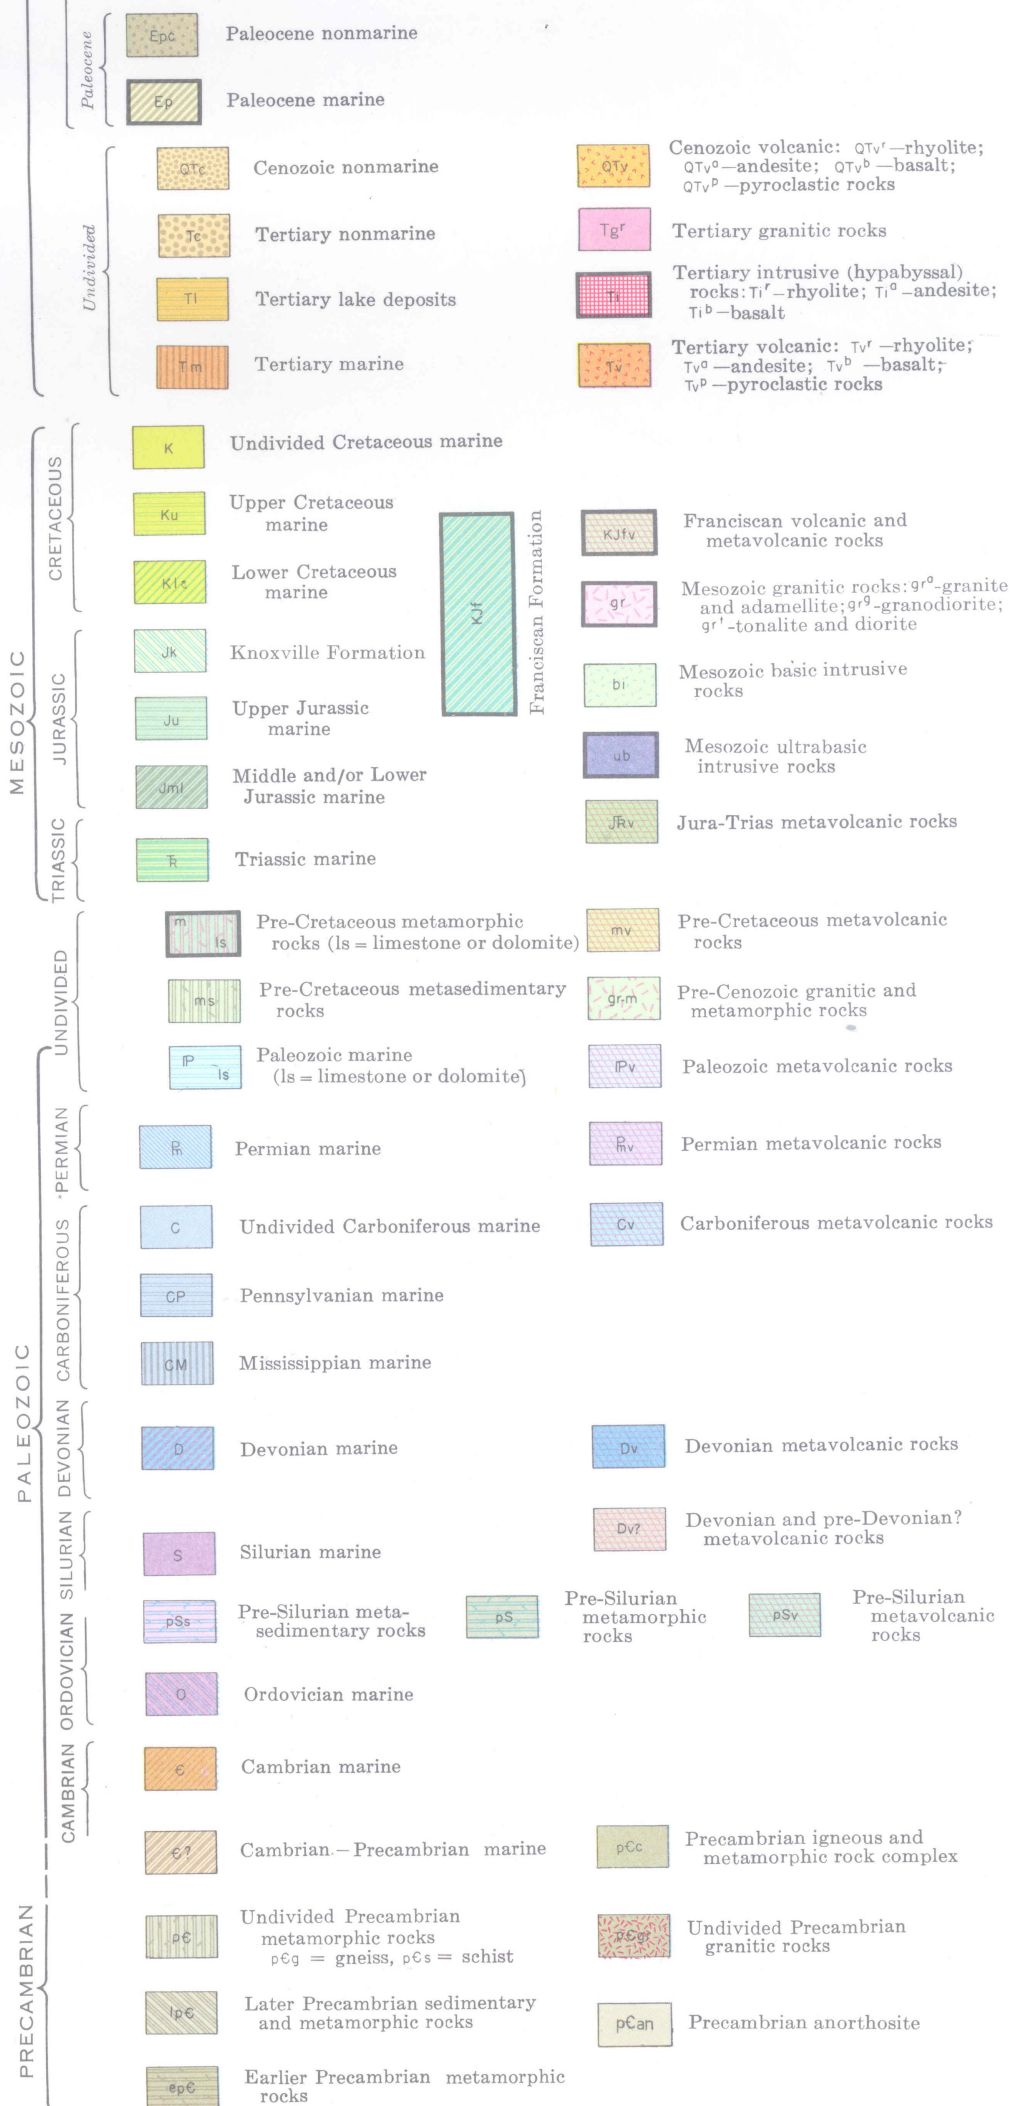 Paleocene
Epc
Paleocene nonmarine
Ep
Paleocene marine
Undivided
QTc
Cenozoic nonmarine
Tc
Tertiary nonmarine
Tl
Tertiary lake deposits
Tm
Tertiary marine
QTv
Cenozoic volcanic: QTvʳ—rhyolite;
QTvᵃ—andesite; QTvᵇ—basalt;
QTvᵖ—pyroclastic rocks
Tgʳ
Tertiary granitic rocks
Ti
Tertiary intrusive (hypabyssal)
rocks: Tiʳ—rhyolite; Tiᵃ—andesite;
Tiᵇ—basalt
Tv
Tertiary volcanic: Tvʳ—rhyolite;
Tvᵃ—andesite; Tvᵇ—basalt;
Tvᵖ—pyroclastic rocks
MESOZOIC
CRETACEOUS
K
Undivided Cretaceous marine
Ku
Upper Cretaceous
marine
Kl
Lower Cretaceous
marine
JURASSIC
Jk
Knoxville Formation
Ju
Upper Jurassic
marine
Jml
Middle and/or Lower
Jurassic marine
TRIASSIC
Ꞧ
Triassic marine
KJf
Franciscan Formation
KJfv
Franciscan volcanic and
metavolcanic rocks
gr
Mesozoic granitic rocks: grᵃ-granite
and adamellite; grᵍ-granodiorite;
grᵗ-tonalite and diorite
bi
Mesozoic basic intrusive
rocks
ub
Mesozoic ultrabasic
intrusive rocks
JꞦv
Jura-Trias metavolcanic rocks
UNDIVIDED
m
ls
Pre-Cretaceous metamorphic
rocks (ls = limestone or dolomite)
ms
Pre-Cretaceous metasedimentary
rocks
IP
ls
Paleozoic marine
(ls = limestone or dolomite)
mv
Pre-Cretaceous metavolcanic
rocks
gr-m
Pre-Cenozoic granitic and
metamorphic rocks
IPv
Paleozoic metavolcanic rocks
PALEOZOIC
PERMIAN
Pm
Permian marine
Pmv
Permian metavolcanic rocks
CARBONIFEROUS
C
Undivided Carboniferous marine
Cv
Carboniferous metavolcanic rocks
CP
Pennsylvanian marine
CM
Mississippian marine
DEVONIAN
D
Devonian marine
Dv
Devonian metavolcanic rocks
Dv?
Devonian and pre-Devonian?
metavolcanic rocks
SILURIAN
S
Silurian marine
pSs
Pre-Silurian meta-
sedimentary rocks
pS
Pre-Silurian
metamorphic
rocks
pSv
Pre-Silurian
metavolcanic
rocks
ORDOVICIAN
O
Ordovician marine
CAMBRIAN
Є
Cambrian marine
Є?
Cambrian — Precambrian marine
pЄc
Precambrian igneous and
metamorphic rock complex
PRECAMBRIAN
pЄ
Undivided Precambrian
metamorphic rocks
pЄg = gneiss, pЄs = schist
pЄgr
Undivided Precambrian
granitic rocks
lpЄ
Later Precambrian sedimentary
and metamorphic rocks
pЄan
Precambrian anorthosite
epЄ
Earlier Precambrian metamorphic
rocks